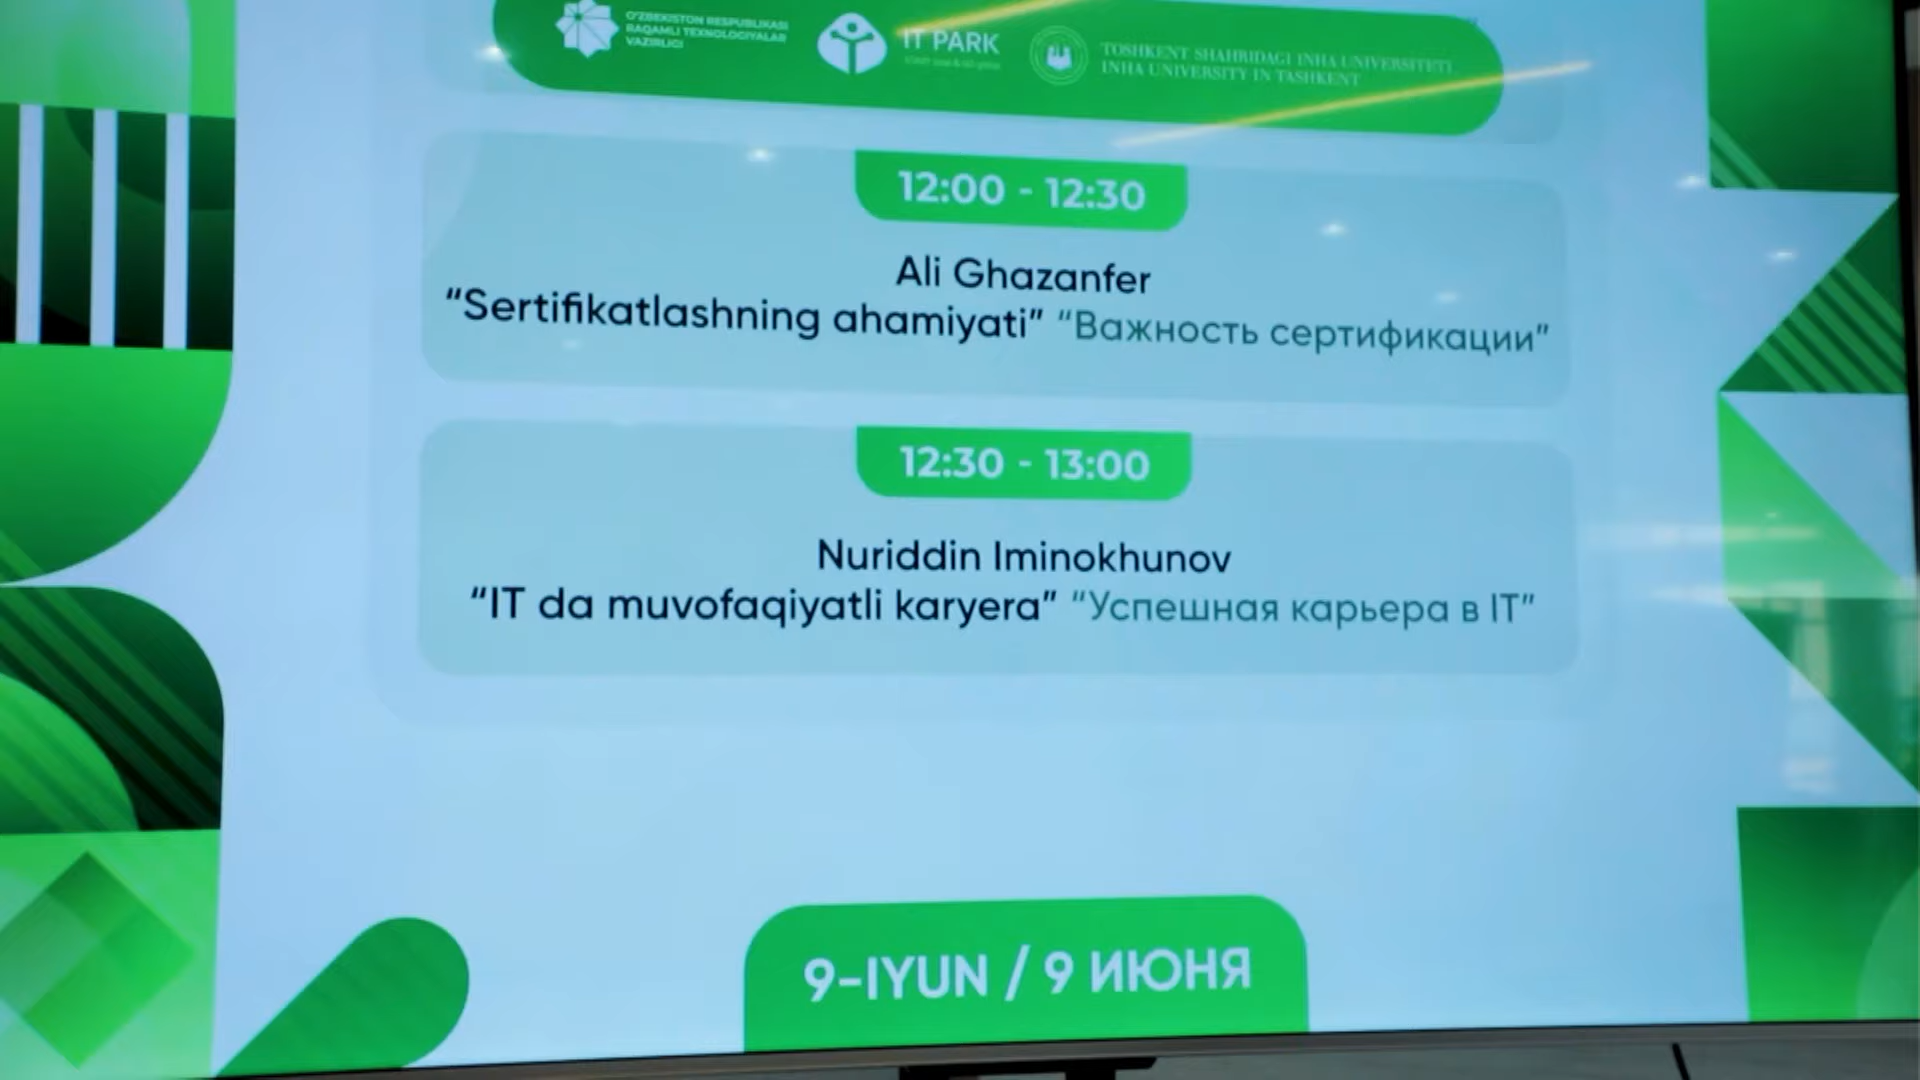 O'ZBEKISTON RESPUBLIKASI
RAQAMLI TEXNOLOGIYALAR
VAZIRLIGI
IT PARK
TOSHKENT SHAHRIDAGI INHA UNIVERSITETI
INHA UNIVERSITY IN TASHKENT
12:00 - 12:30
Ali Ghazanfer
“Sertifikatlashning ahamiyati” “Важность сертификации”
12:30 - 13:00
Nuriddin Iminokhunov
“IT da muvofaqiyatli karyera” “Успешная карьера в IT”
9-IYUN / 9 ИЮНЯ